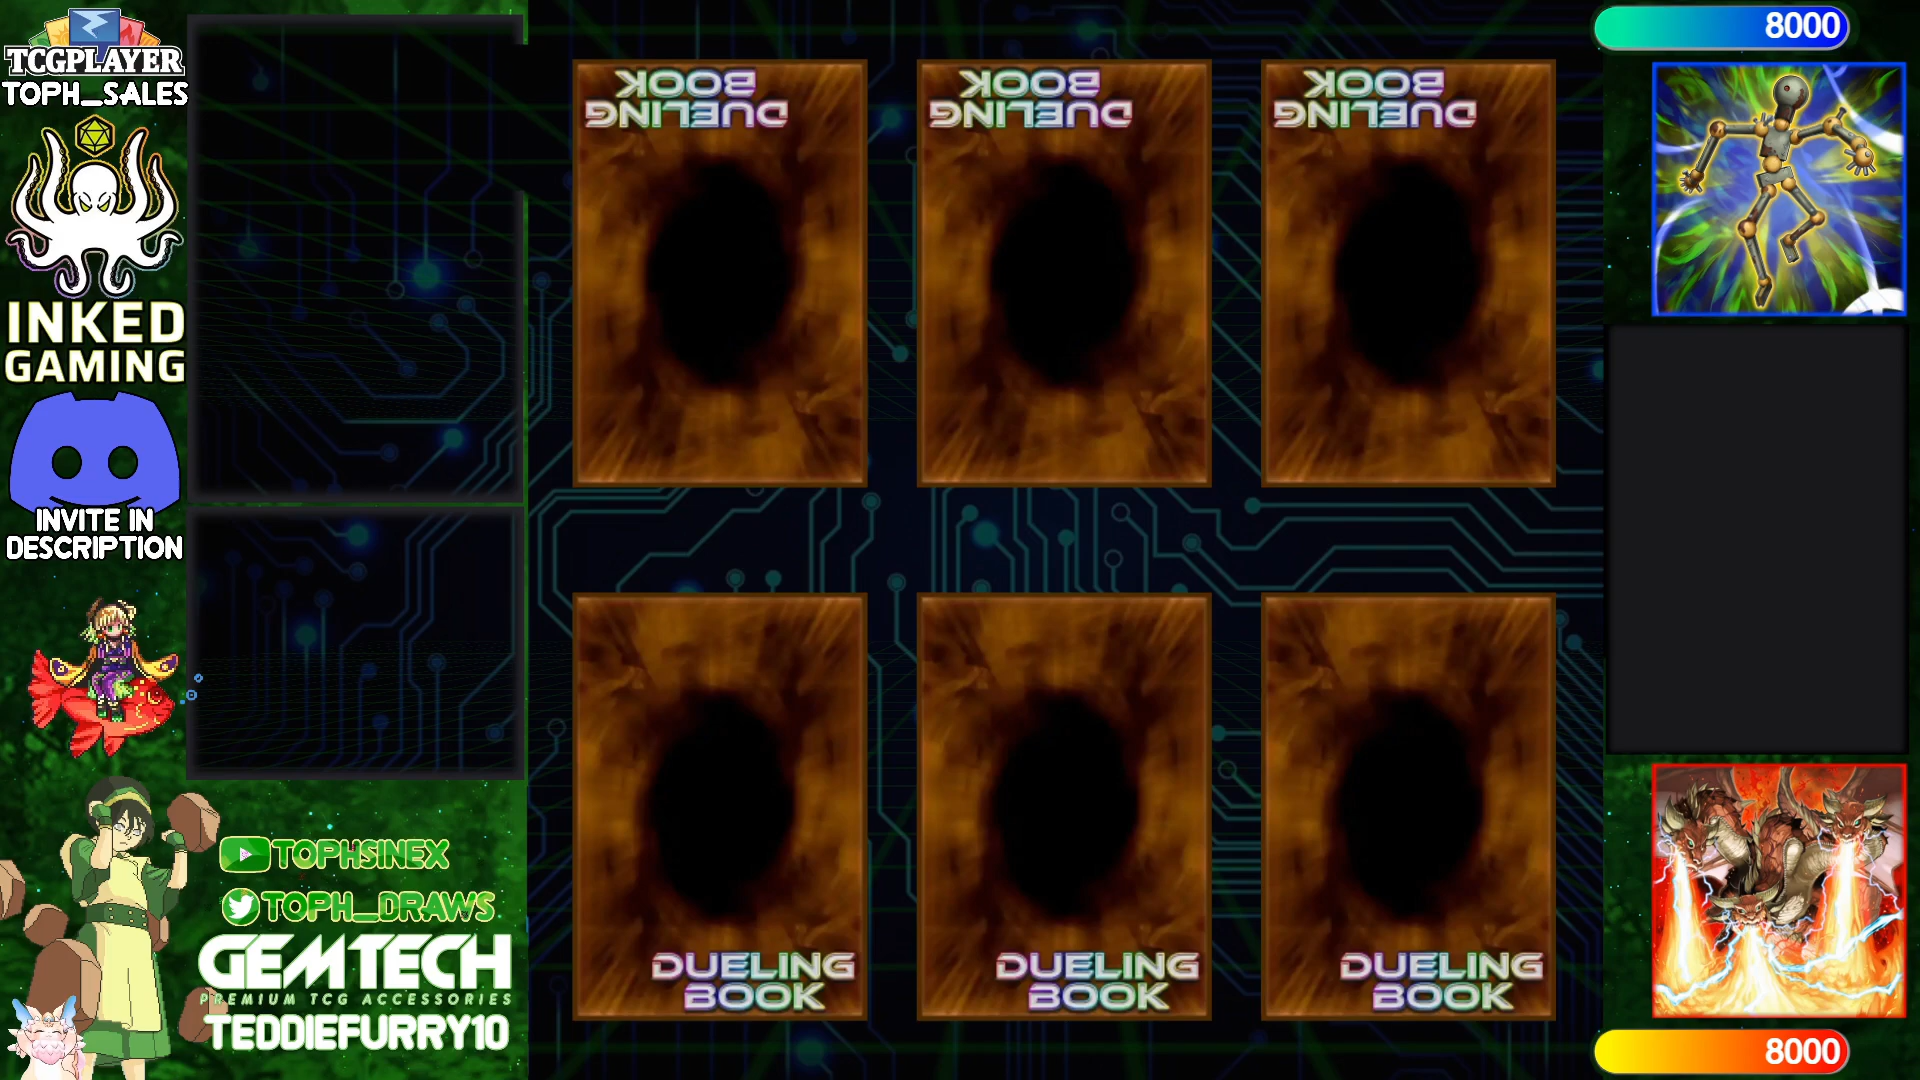 TCGPLAYER
TOPH_SALES
INKED
GAMING
INVITE IN
DESCRIPTION
TOPHSINEX
TOPH_DRAWS
GEMTECH
PREMIUM TCG ACCESSORIES
TEDDIEFURRY10
DUELING
BOOK
DUELING
BOOK
DUELING
BOOK
DUELING
BOOK
DUELING
BOOK
DUELING
BOOK
8000
8000